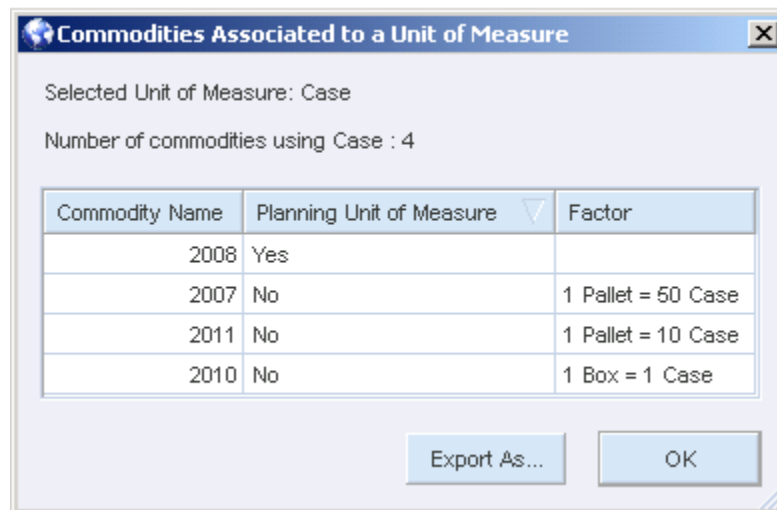 Commodities Associated to a Unit of Measure
Selected Unit of Measure: Case
Number of commodities using Case : 4
Commodity Name Planning Unit of Measure Factor
2008 Yes
2007 No 1 Pallet = 50 Case
2011 No 1 Pallet = 10 Case
2010 No 1 Box = 1 Case
Export As... OK